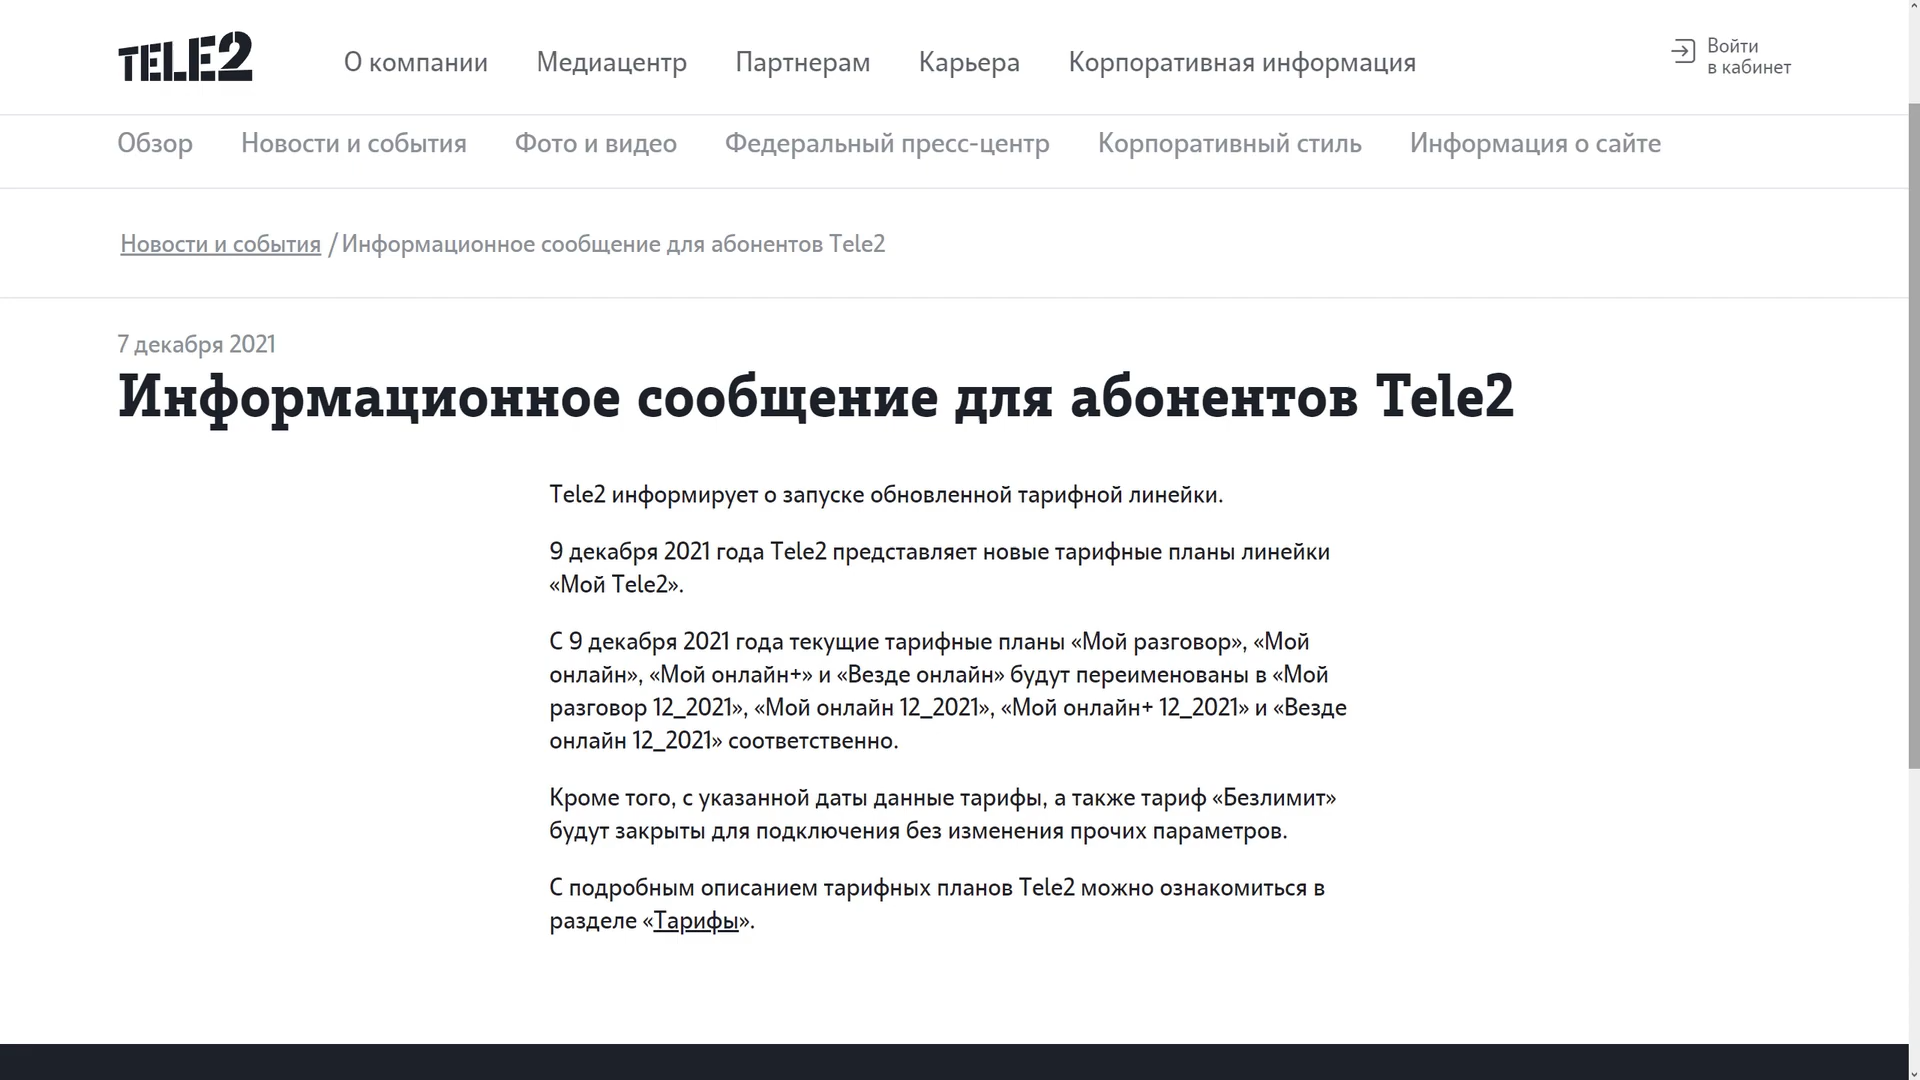 TELE2
О компании Медиацентр Партнерам Карьера Корпоративная информация
Войти
в кабинет
Обзор Новости и события Фото и видео Федеральный пресс-центр Корпоративный стиль Информация о сайте
Новости и события / Информационное сообщение для абонентов Tele2
7 декабря 2021
Информационное сообщение для абонентов Tele2
Tele2 информирует о запуске обновленной тарифной линейки.
9 декабря 2021 года Tele2 представляет новые тарифные планы линейки
«Мой Tele2».
С 9 декабря 2021 года текущие тарифные планы «Мой разговор», «Мой
онлайн», «Мой онлайн+» и «Везде онлайн» будут переименованы в «Мой
разговор 12_2021», «Мой онлайн 12_2021», «Мой онлайн+ 12_2021» и «Везде
онлайн 12_2021» соответственно.
Кроме того, с указанной даты данные тарифы, а также тариф «Безлимит»
будут закрыты для подключения без изменения прочих параметров.
С подробным описанием тарифных планов Tele2 можно ознакомиться в
разделе «Тарифы».